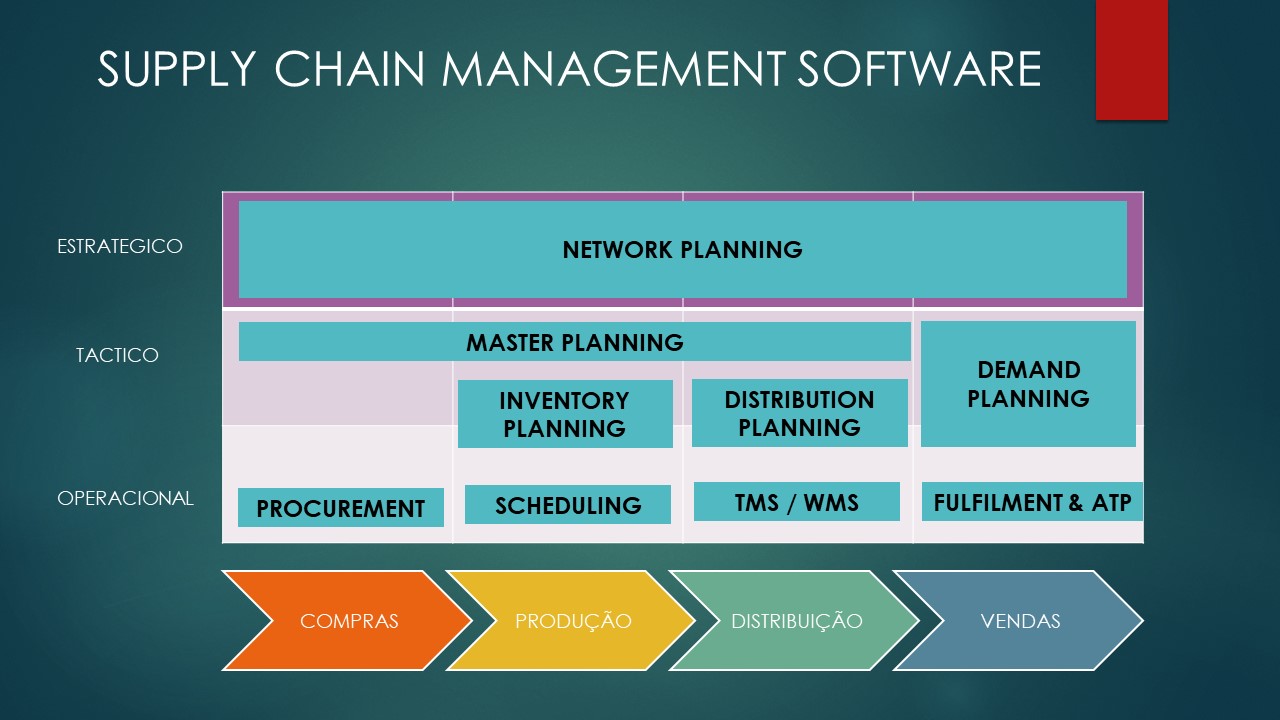 SUPPLY CHAIN MANAGEMENT SOFTWARE
ESTRATEGICO
NETWORK PLANNING
TACTICO
MASTER PLANNING
INVENTORY
PLANNING
DISTRIBUTION
PLANNING
DEMAND
PLANNING
OPERACIONAL
PROCUREMENT
SCHEDULING
TMS / WMS
FULFILMENT & ATP
COMPRAS
PRODUÇÃO
DISTRIBUIÇÃO
VENDAS